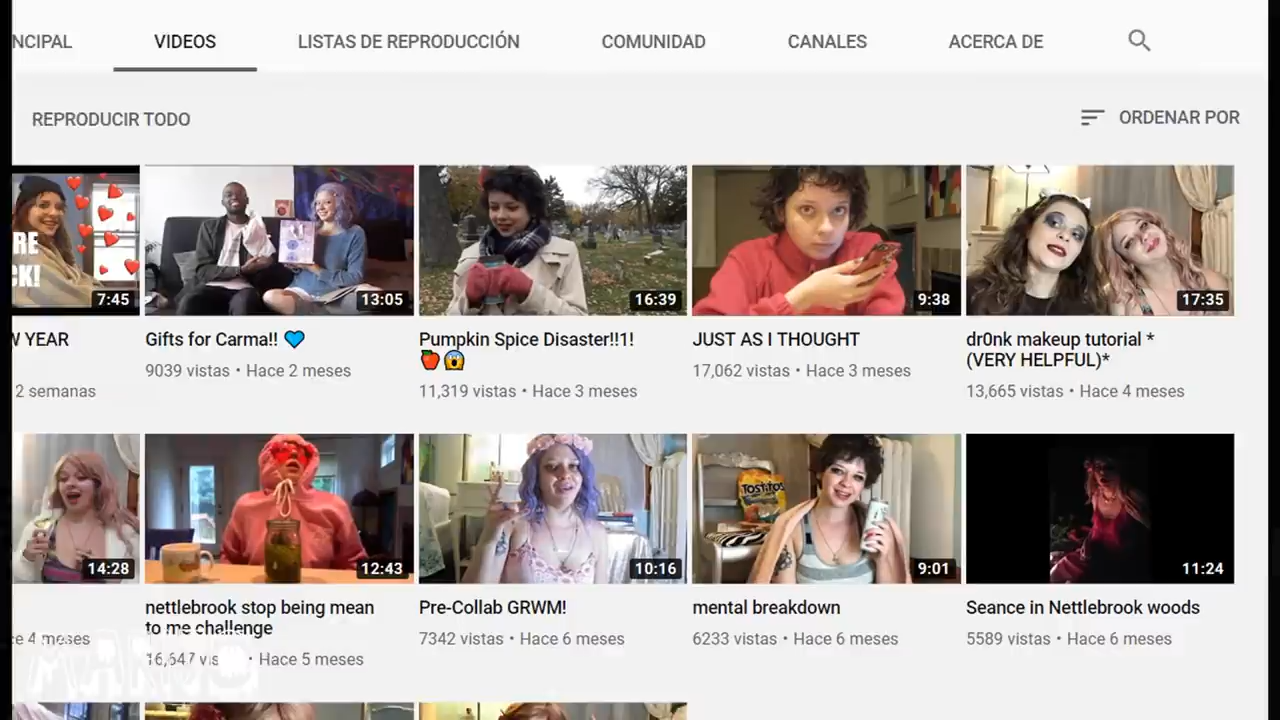 NCIPAL VIDEOS LISTAS DE REPRODUCCIÓN COMUNIDAD CANALES ACERCA DE
REPRODUCIR TODO ORDENAR POR
RE
K!
7:45 13:05 16:39 9:38 17:35
W YEAR
2 semanas
Gifts for Carma!! 💙
9039 vistas • Hace 2 meses
Pumpkin Spice Disaster!!1!
🍎😱
11,319 vistas • Hace 3 meses
JUST AS I THOUGHT
17,062 vistas • Hace 3 meses
dr0nk makeup tutorial *
(VERY HELPFUL)*
13,665 vistas • Hace 4 meses
TOSTITOS
14:28 12:43 10:16 9:01 11:24
ce 4 meses
nettlebrook stop being mean
to me challenge
16,647 vis • Hace 5 meses
Pre-Collab GRWM!
7342 vistas • Hace 6 meses
mental breakdown
6233 vistas • Hace 6 meses
Seance in Nettlebrook woods
5589 vistas • Hace 6 meses